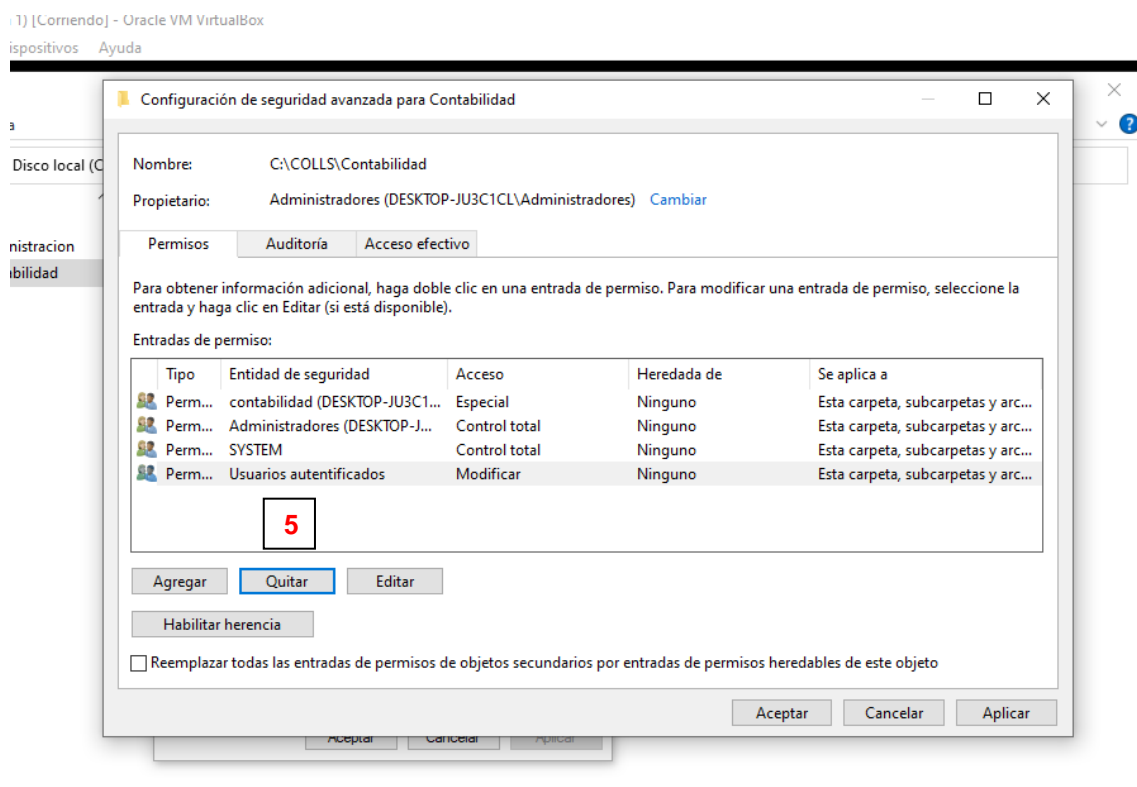 1) [Corriendo] - Oracle VM VirtualBox
ispositivos Ayuda
Configuración de seguridad avanzada para Contabilidad
a
Disco local (C
Nombre: C:\COLLS\Contabilidad
Propietario: Administradores (DESKTOP-JU3C1CL\Administradores) Cambiar
nistracion
abilidad
Permisos Auditoría Acceso efectivo
Para obtener información adicional, haga doble clic en una entrada de permiso. Para modificar una entrada de permiso, seleccione la
entrada y haga clic en Editar (si está disponible).
Entradas de permiso:
Tipo Entidad de seguridad Acceso Heredada de Se aplica a
Perm... contabilidad (DESKTOP-JU3C1... Especial Ninguno Esta carpeta, subcarpetas y arc...
Perm... Administradores (DESKTOP-J... Control total Ninguno Esta carpeta, subcarpetas y arc...
Perm... SYSTEM Control total Ninguno Esta carpeta, subcarpetas y arc...
Perm... Usuarios autentificados Modificar Ninguno Esta carpeta, subcarpetas y arc...
5
Agregar Quitar Editar
Habilitar herencia
Reemplazar todas las entradas de permisos de objetos secundarios por entradas de permisos heredables de este objeto
Aceptar Cancelar Aplicar
Aceptar Cancelar Aplicar